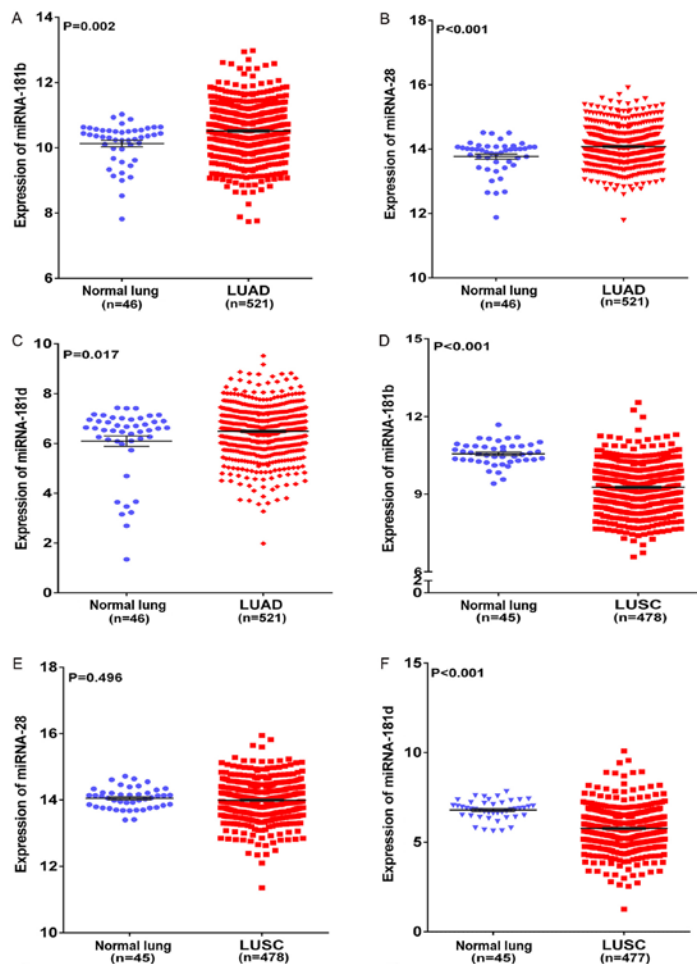 A
P=0.002
Expression of miRNA-181b
14
12
10
8
6
Normal lung
(n=46)
LUAD
(n=521)
B
P<0.001
Expression of miRNA-28
18
16
14
12
10
Normal lung
(n=46)
LUAD
(n=521)
C
P=0.017
Expression of miRNA-181d
10
8
6
4
2
0
Normal lung
(n=46)
LUAD
(n=521)
D
P<0.001
Expression of miRNA-181b
15
12
9
6
2
0
Normal lung
(n=45)
LUSC
(n=478)
E
P=0.496
Expression of miRNA-28
18
16
14
12
10
Normal lung
(n=45)
LUSC
(n=478)
F
P<0.001
Expression of miRNA-181d
15
10
5
0
Normal lung
(n=45)
LUSC
(n=477)